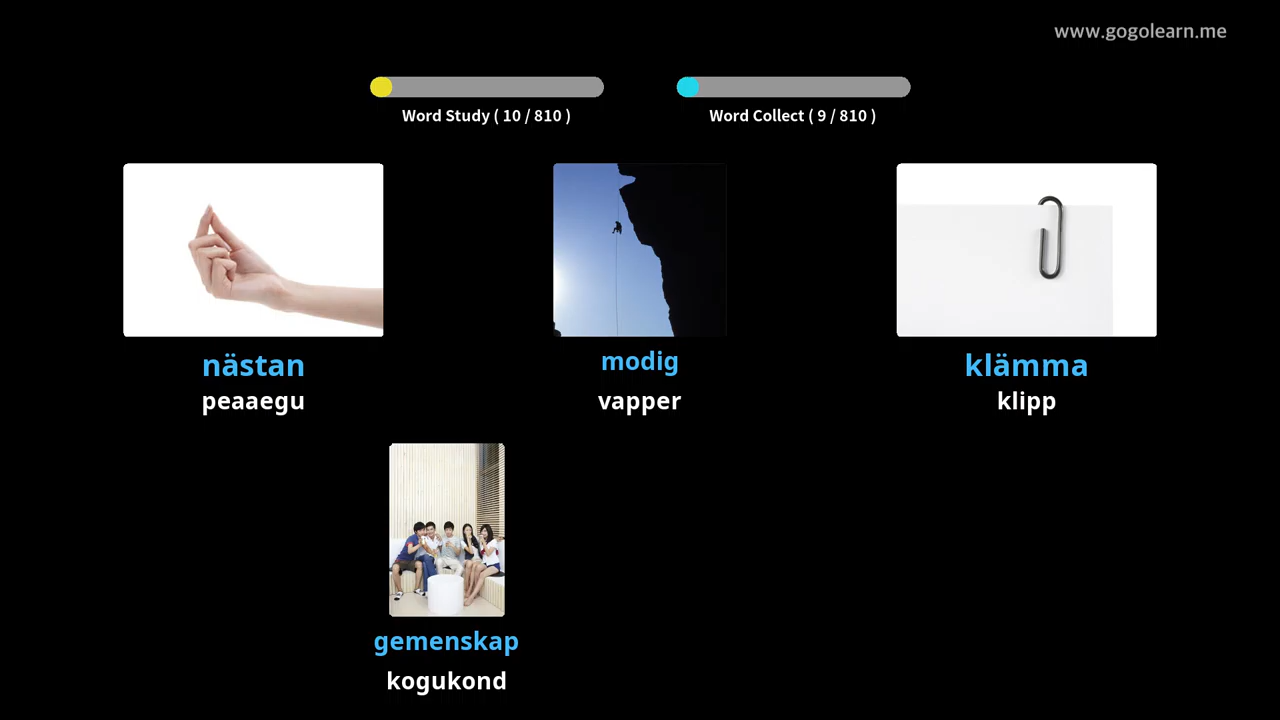 www.gogolearn.me
Word Study ( 10 / 810 )
Word Collect ( 9 / 810 )
nästan
peaaegu
modig
vapper
klämma
klipp
gemenskap
kogukond